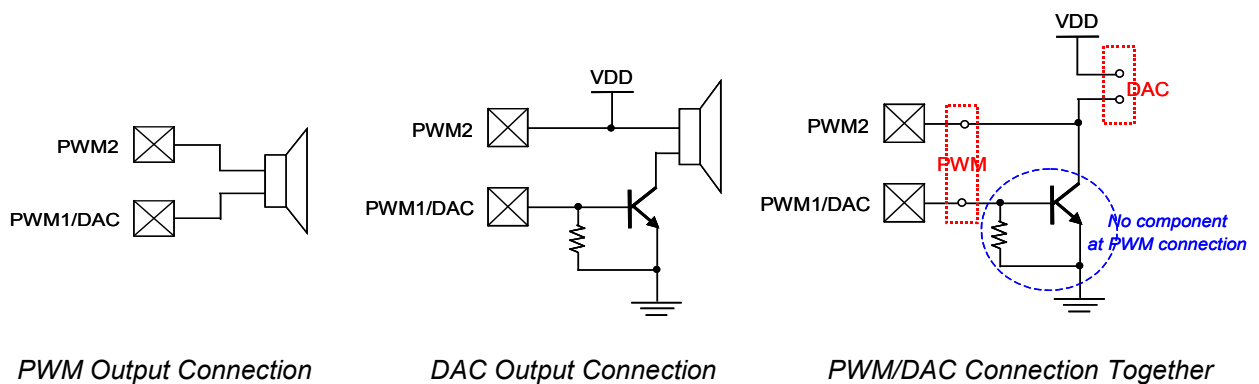 PWM2
PWM1/DAC
PWM Output Connection
VDD
PWM2
PWM1/DAC
DAC Output Connection
VDD
DAC
PWM2
PWM
PWM1/DAC
No component
at PWM connection
PWM/DAC Connection Together